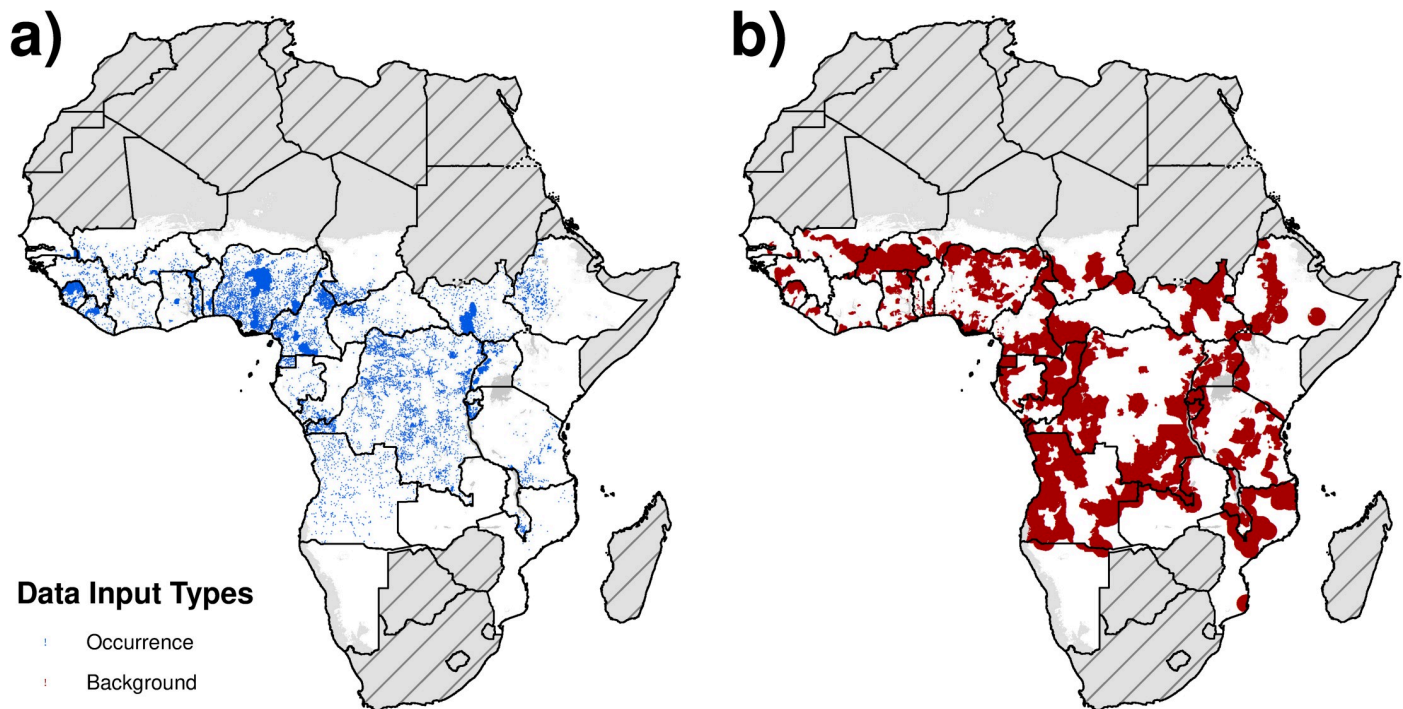 a)
b)
Data Input Types
! Occurrence
! Background